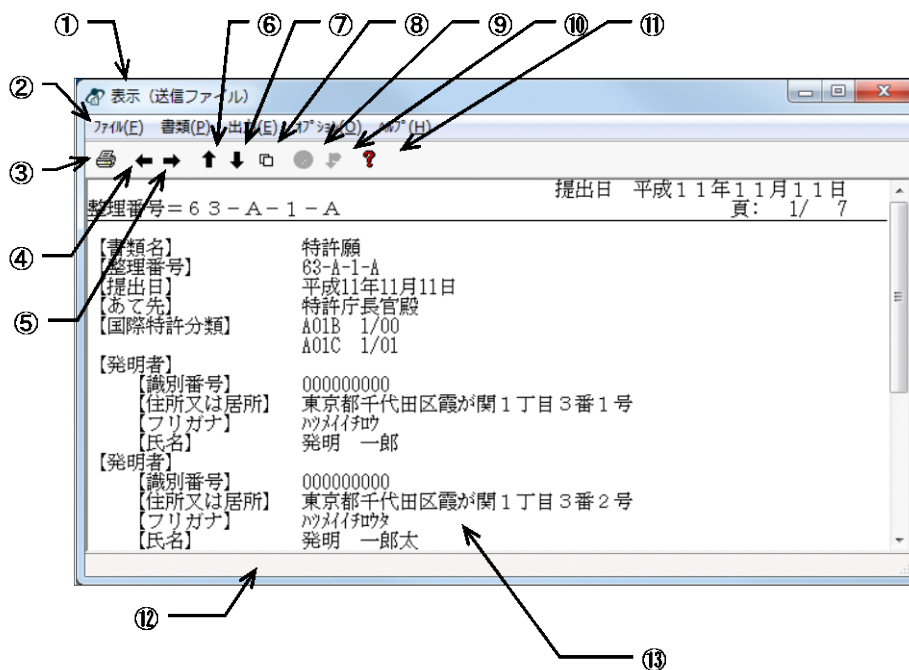 ① ⑥ ⑦ ⑧ ⑨ ⑩ ⑪
②
表示（送信ファイル）
ﾌｧｲﾙ(F) 書類(P) 出力(E) ｵﾌﾟｼｮﾝ(O) ﾍﾙﾌﾟ(H)
③
?
提出日 平成１１年１１月１１日
整理番号＝６３－Ａ－１－Ａ 頁: 1/ 7
④
【書類名】 特許願
【整理番号】 63-A-1-A
【提出日】 平成11年11月11日
【あて先】 特許庁長官殿
⑤
【国際特許分類】 A01B 1/00
A01C 1/01
【発明者】
【識別番号】 000000000
【住所又は居所】 東京都千代田区霞が関１丁目３番１号
【フリガナ】 ﾊﾂﾒｲｲﾁﾛｳ
【氏名】 発明 一郎
【発明者】
【識別番号】 000000000
【住所又は居所】 東京都千代田区霞が関１丁目３番２号
【フリガナ】 ﾊﾂﾒｲｲﾁﾛｳﾀ
【氏名】 発明 一郎太
⑫
⑬